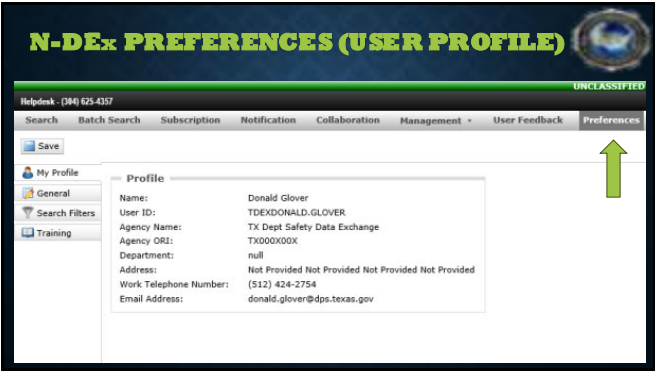 N-DEx PREFERENCES (USER PROFILE)
UNCLASSIFIED
Helpdesk - (304) 625-4357
Search Batch Search Subscription Notification Collaboration Management User Feedback Preferences
Save
My Profile
General
Search Filters
Training
Profile
Name: Donald Glover
User ID: TDEXDONALD.GLOVER
Agency Name: TX Dept Safety Data Exchange
Agency ORI: TX000X00X
Department: null
Address: Not Provided Not Provided Not Provided Not Provided
Work Telephone Number: (512) 424-2754
Email Address: donald.glover@dps.texas.gov